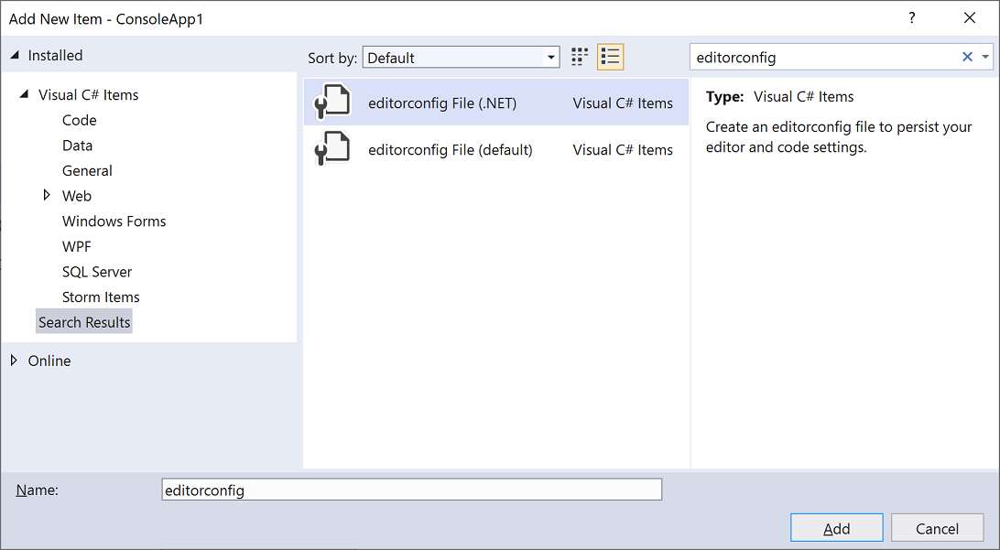 Add New Item - ConsoleApp1
?
Installed
Sort by: Default
editorconfig
Visual C# Items
Code
Data
General
Web
Windows Forms
WPF
SQL Server
Storm Items
Search Results
Online
editorconfig File (.NET) Visual C# Items
editorconfig File (default) Visual C# Items
Type: Visual C# Items
Create an editorconfig file to persist your
editor and code settings.
Name: editorconfig
Add Cancel